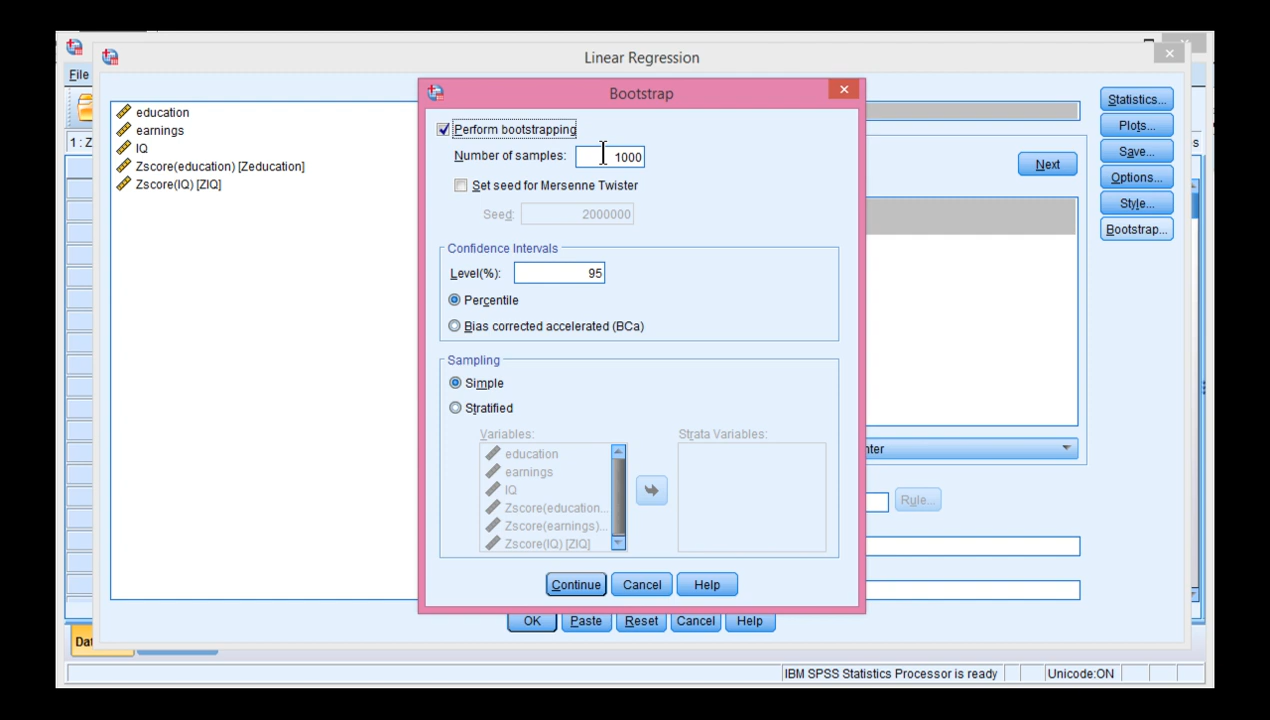 Linear Regression
File
1 : Z
s
education
earnings
IQ
Zscore(education) [Zeducation]
Zscore(IQ) [ZIQ]
Bootstrap
Perform bootstrapping
Number of samples: 1000
Set seed for Mersenne Twister
Seed: 2000000
Confidence Intervals
Level(%): 95
Percentile
Bias corrected accelerated (BCa)
Sampling
Simple
Stratified
Variables: Strata Variables:
education
earnings
IQ
Zscore(education...
Zscore(earnings)...
Zscore(IQ) [ZIQ]
Continue Cancel Help
Next
nter
Rule...
Statistics...
Plots...
Save...
Options...
Style...
Bootstrap...
OK Paste Reset Cancel Help
Dat
IBM SPSS Statistics Processor is ready Unicode:ON